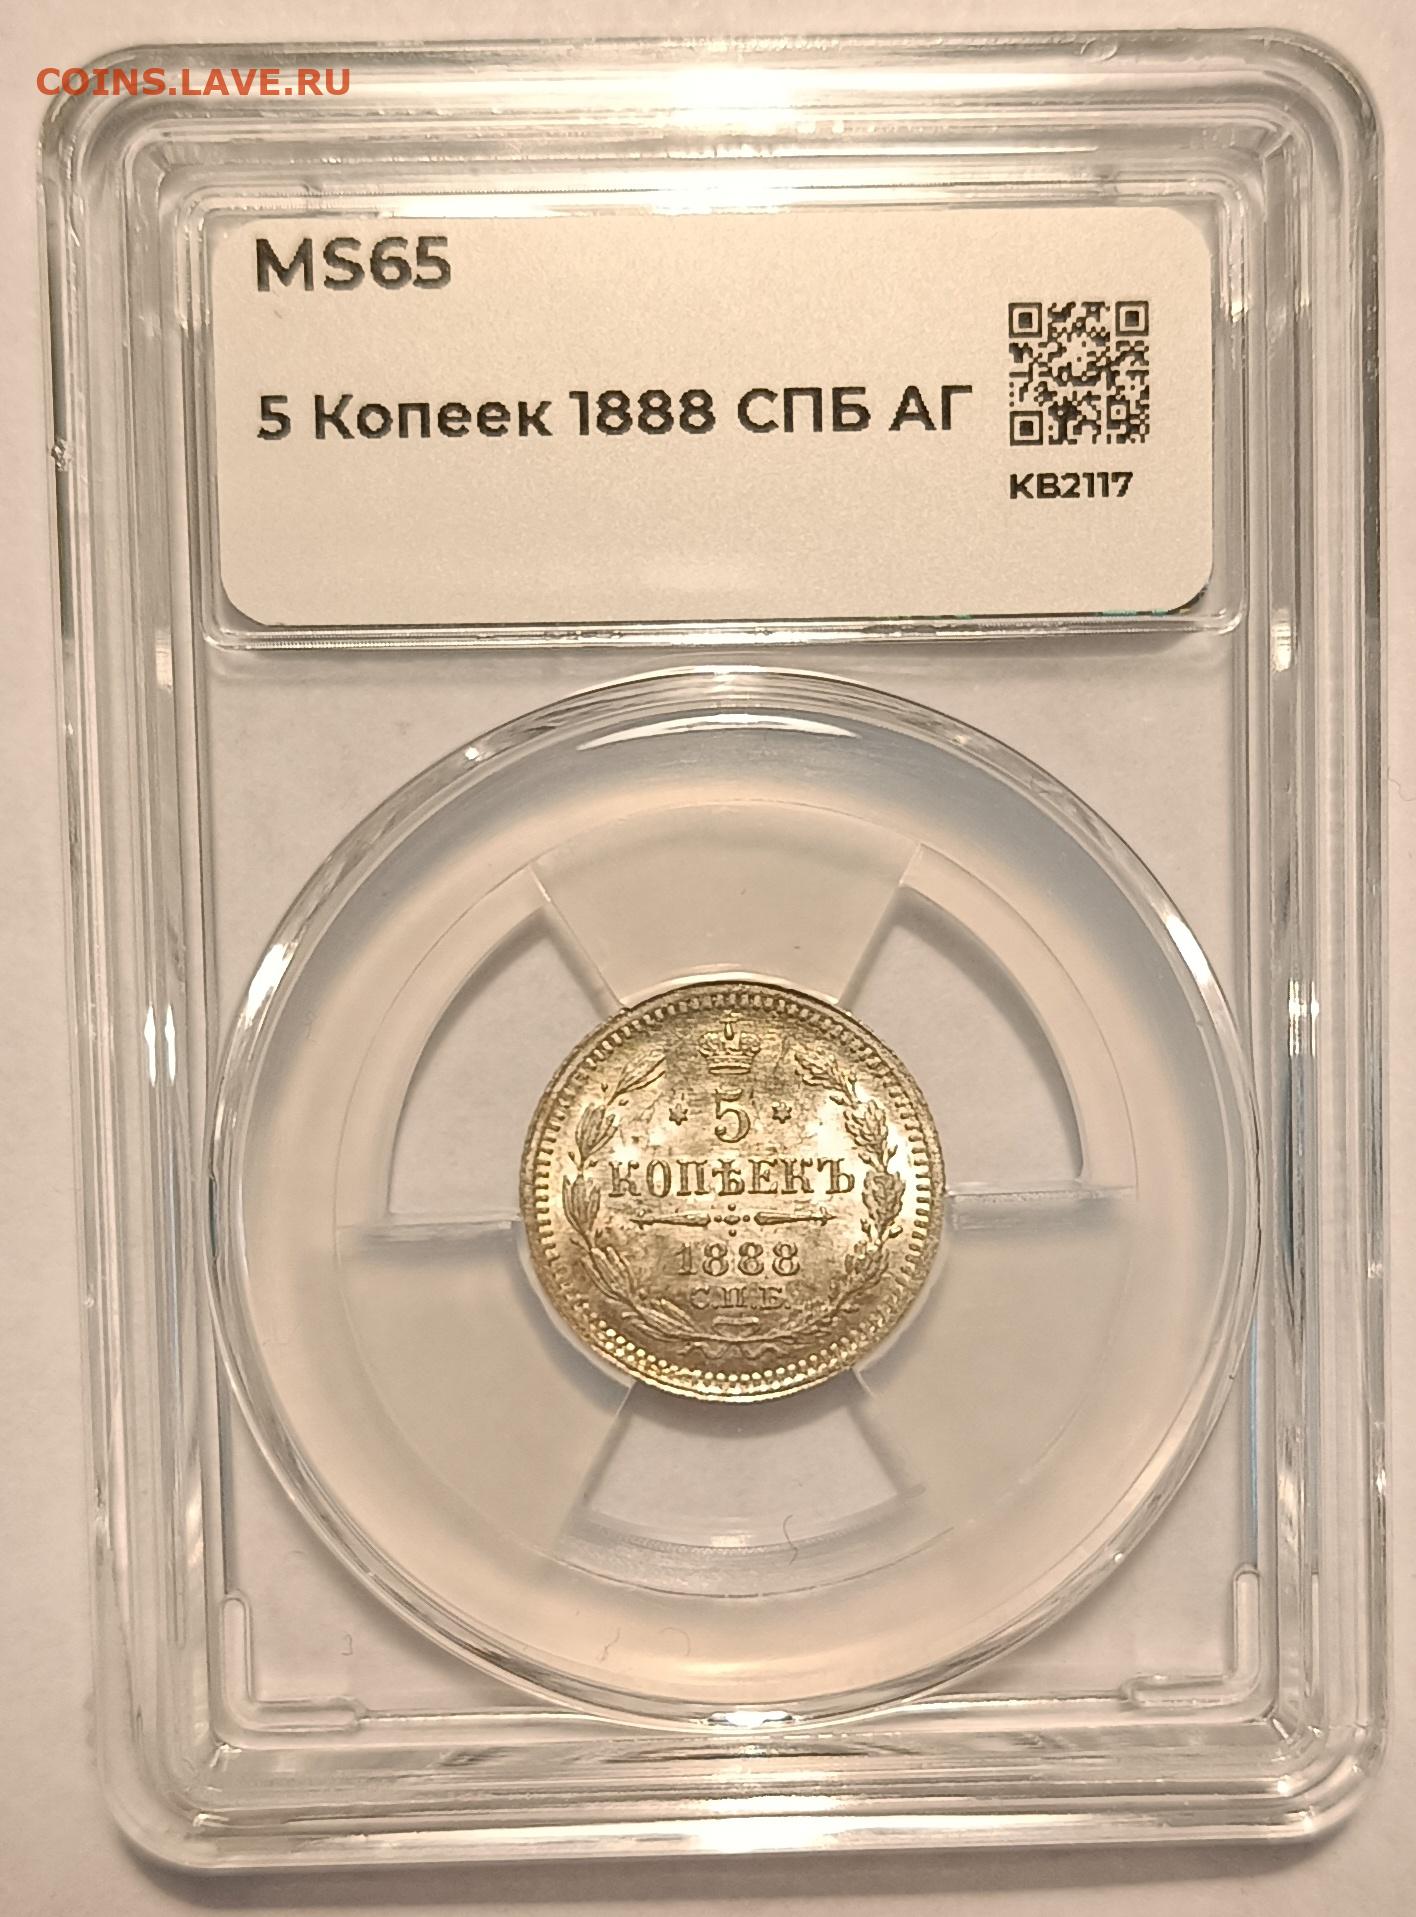 COINS.LAVE.RU
MS65
5 Копеек 1888 СПБ АГ
KB2117
5
КОПѢЕКЪ
1888
С.П.Б.